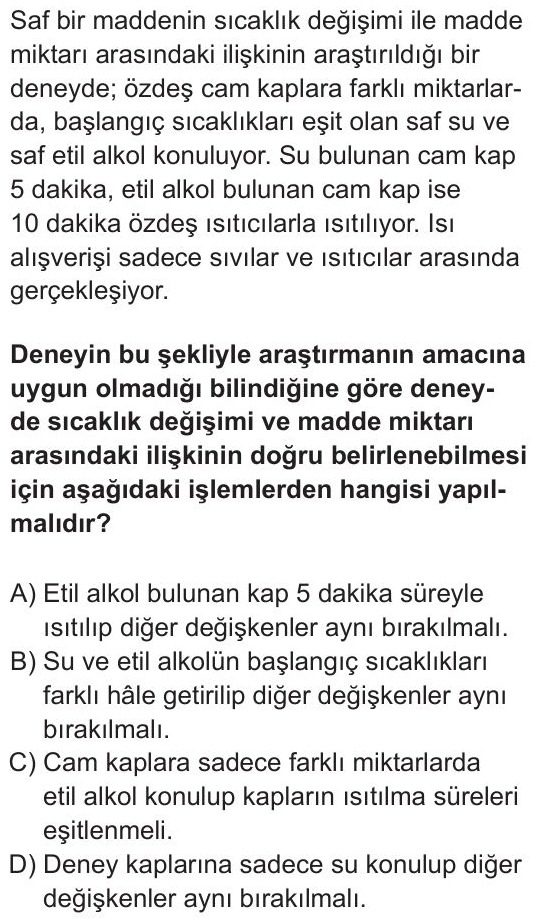 Saf bir maddenin sıcaklık değişimi ile madde
miktarı arasındaki ilişkinin araştırıldığı bir
deneyde; özdeş cam kaplara farklı miktarlar-
da, başlangıç sıcaklıkları eşit olan saf su ve
saf etil alkol konuluyor. Su bulunan cam kap
5 dakika, etil alkol bulunan cam kap ise
10 dakika özdeş ısıtıcılarla ısıtılıyor. Isı
alışverişi sadece sıvılar ve ısıtıcılar arasında
gerçekleşiyor.
Deneyin bu şekliyle araştırmanın amacına
uygun olmadığı bilindiğine göre deney-
de sıcaklık değişimi ve madde miktarı
arasındaki ilişkinin doğru belirlenebilmesi
için aşağıdaki işlemlerden hangisi yapıl-
malıdır?
A) Etil alkol bulunan kap 5 dakika süreyle
ısıtılıp diğer değişkenler aynı bırakılmalı.
B) Su ve etil alkolün başlangıç sıcaklıkları
farklı hâle getirilip diğer değişkenler aynı
bırakılmalı.
C) Cam kaplara sadece farklı miktarlarda
etil alkol konulup kapların ısıtılma süreleri
eşitlenmeli.
D) Deney kaplarına sadece su konulup diğer
değişkenler aynı bırakılmalı.